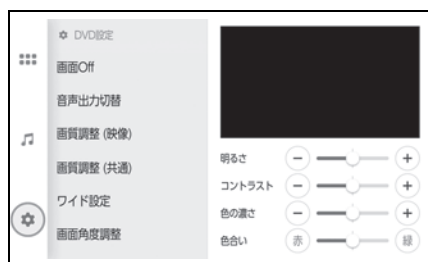 DVD設定
画面Off
音声出力切替
画質調整 (映像)
画質調整 (共通)
ワイド設定
画面角度調整
明るさ
コントラスト
色の濃さ
色合い 赤 緑